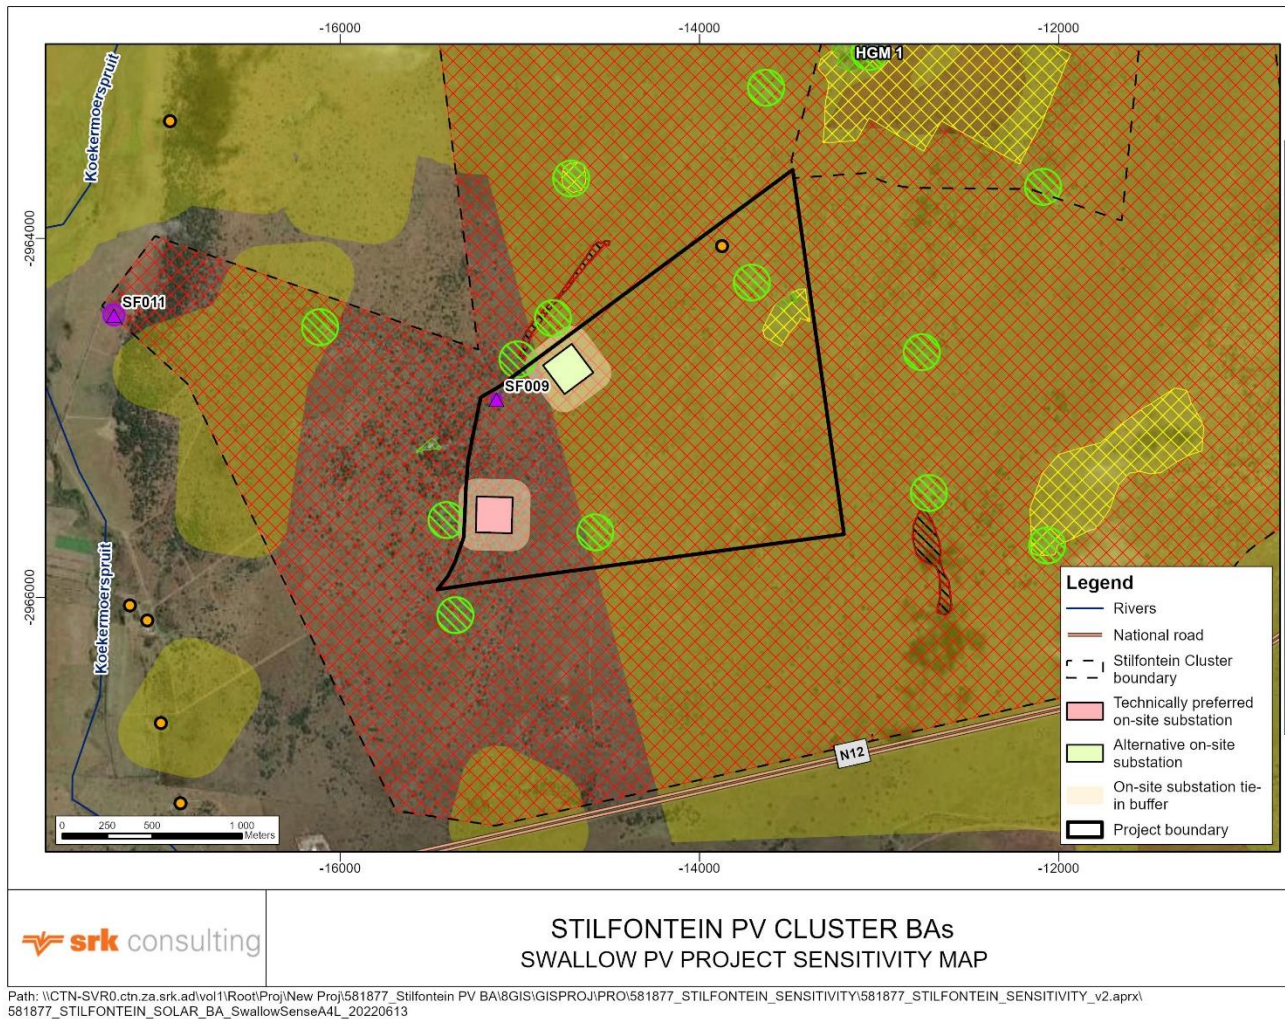 -16000
-14000
-12000
Koekermoerspruit
HGM 1
-2964000
SF011
SF009
Koekermoerspruit
-2966000
N12
Legend
Rivers
National road
Stilfontein Cluster
boundary
Technically preferred
on-site substation
Alternative on-site
substation
On-site substation tie-
in buffer
Project boundary
0 250 500 1 000
Meters
-16000
-14000
-12000
srk consulting
STILFONTEIN PV CLUSTER BAs
SWALLOW PV PROJECT SENSITIVITY MAP
Path: \\CTN-SVR0.ctn.za.srk.ad\vol1\Root\Proj\New Proj\581877_Stilfontein PV BA\8GIS\GISPROJ\PRO\581877_STILFONTEIN_SENSITIVITY\581877_STILFONTEIN_SENSITIVITY_v2.aprx\
581877_STILFONTEIN_SOLAR_BA_SwallowSenseA4L_20220613